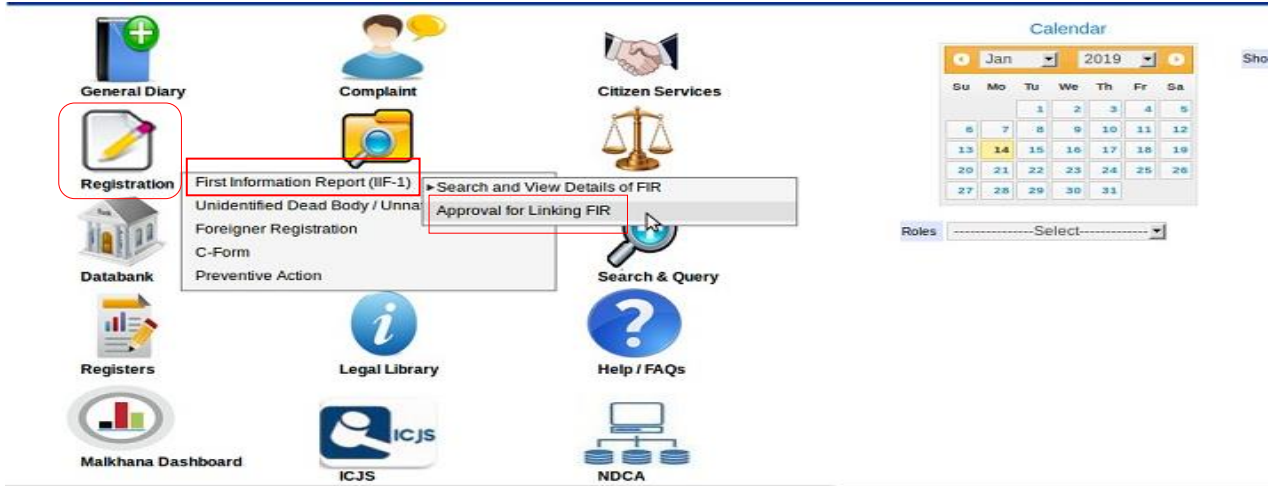 General Diary
Complaint
Citizen Services
Registration
First Information Report (IIF-1)
Unidentified Dead Body / Unna
Foreigner Registration
C-Form
Preventive Action
▸Search and View Details of FIR
Approval for Linking FIR
Databank
Search & Query
Registers
Legal Library
Help / FAQs
Malkhana Dashboard
ICJS
ICJS
NDCA
Calendar
Jan 2019
Su Mo Tu We Th Fr Sa
1 2 3 4 5
6 7 8 9 10 11 12
13 14 15 16 17 18 19
20 21 22 23 24 25 26
27 28 29 30 31
Roles ---------------Select---------------
Sho